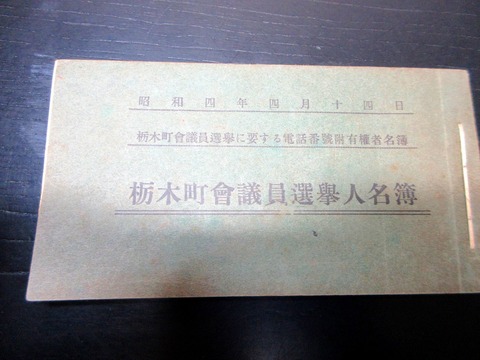 昭和四年四月十四日
栃木町會議員選擧に要する電話番號附有權者名簿
栃木町會議員選擧人名簿